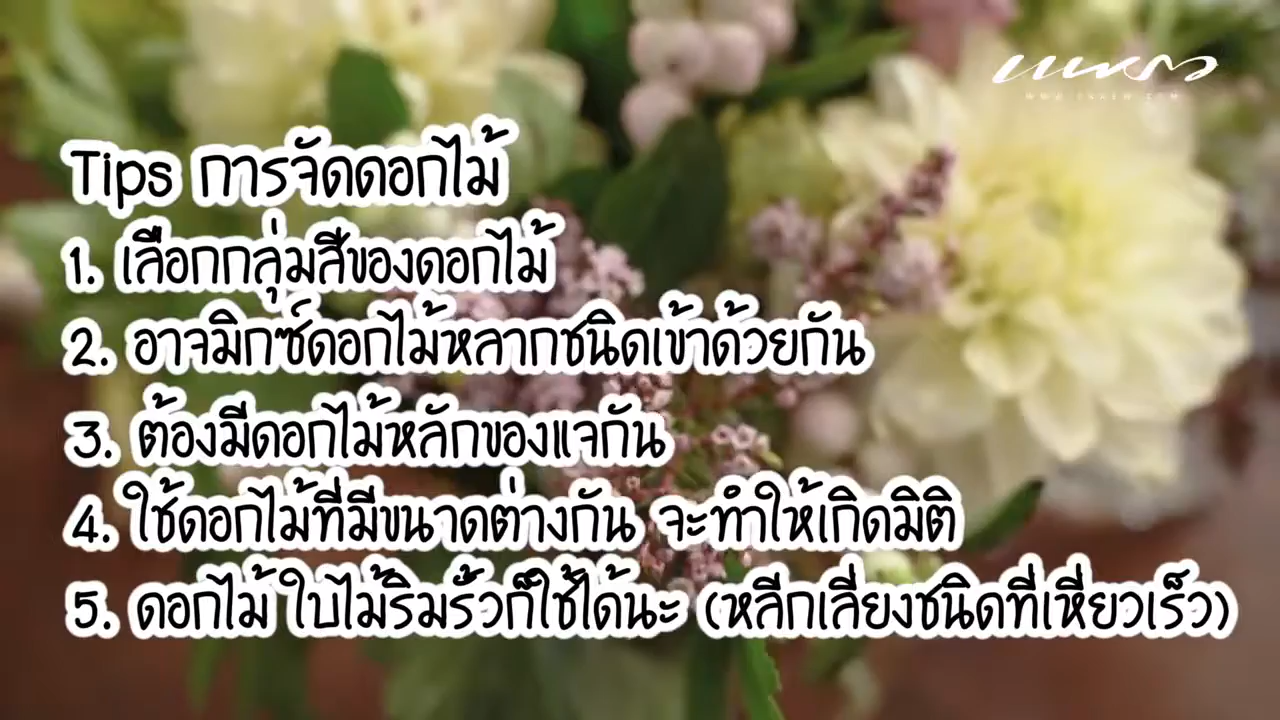 แพรว
Tips การจัดดอกไม้
1. เลือกกลุ่มสีของดอกไม้
2. อาจมิกซ์ดอกไม้หลากชนิดเข้าด้วยกัน
3. ต้องมีดอกไม้หลักของแจกัน
4. ใช้ดอกไม้ที่มีขนาดต่างกัน จะทำให้เกิดมิติ
5. ดอกไม้ ใบไม้ริมรั้วก็ใช้ได้นะ (หลีกเลี่ยงชนิดที่เหี่ยวเร็ว)